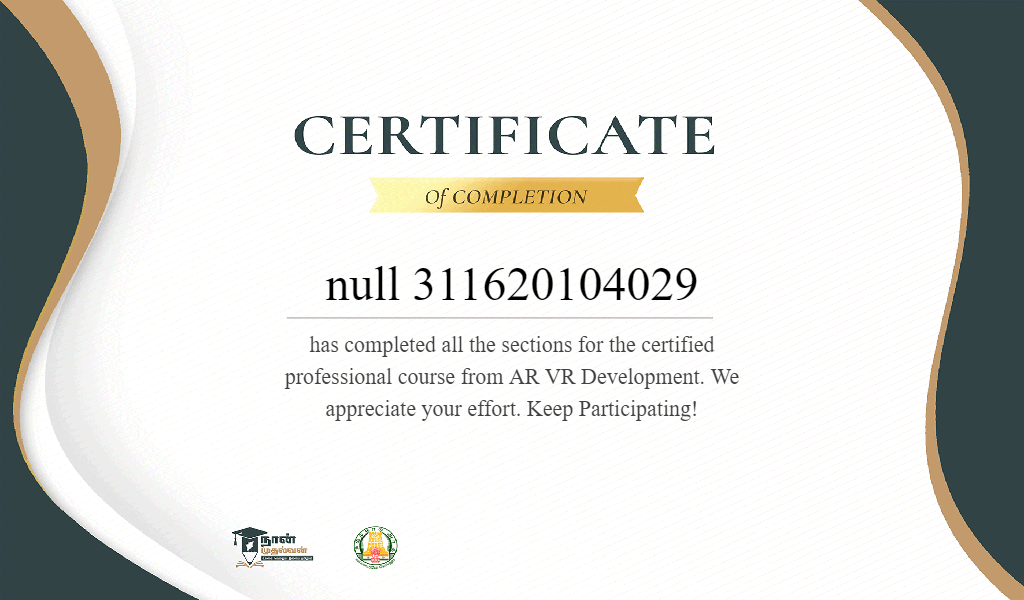 CERTIFICATE
Of COMPLETION
null 311620104029
has completed all the sections for the certified
professional course from AR VR Development. We
appreciate your effort. Keep Participating!
நான்
முதல்வன்